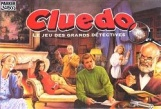 PARKER
Cluedo
LE JEU DES GRANDS DÉTECTIVES